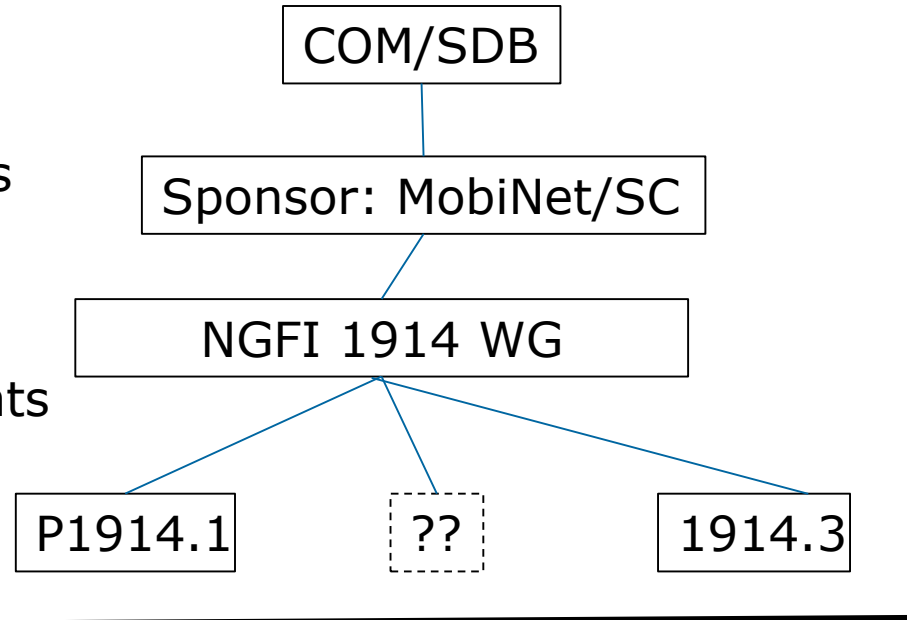 COM/SDB
Sponsor: MobiNet/SC
NGFI 1914 WG
P1914.1
??
1914.3